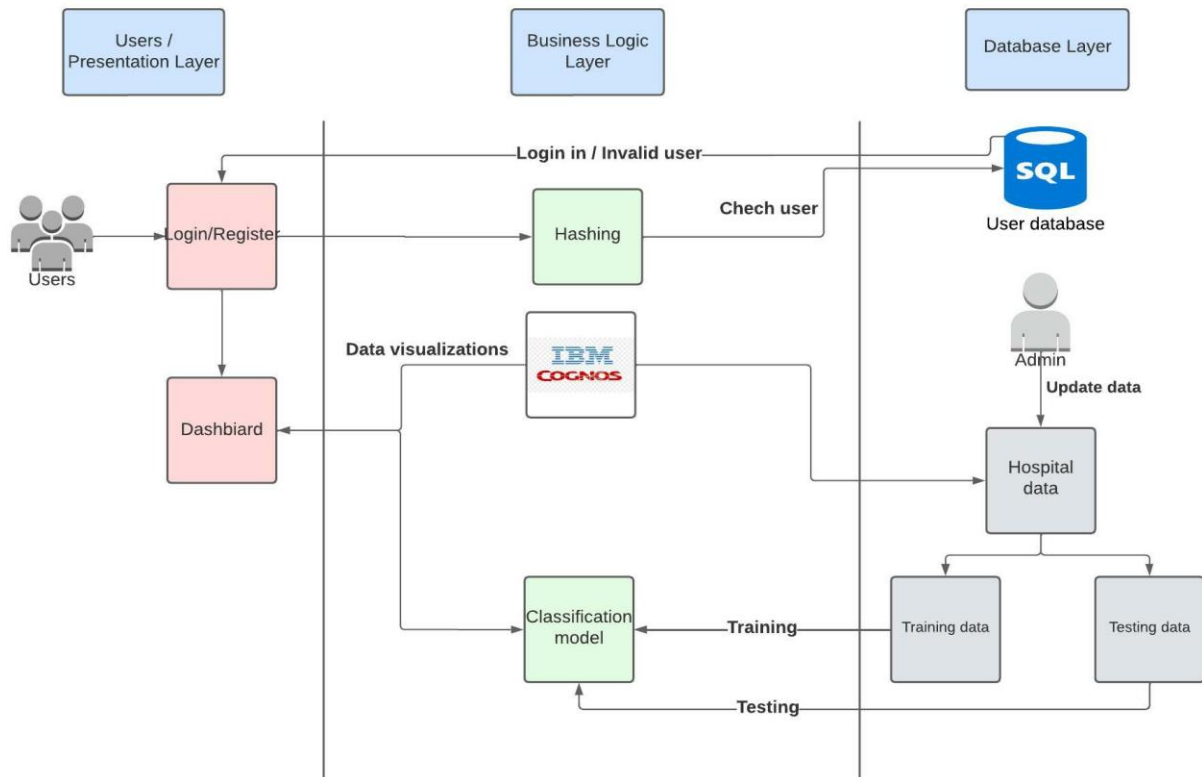 Users /
Presentation Layer
Business Logic
Layer
Database Layer
Login in / Invalid user
SQL
User database
Users
Login/Register
Hashing
Chech user
Admin
Update data
Data visualizations
IBM
COGNOS
Dashbiard
Hospital
data
Classification
model
Training
Training data
Testing data
Testing